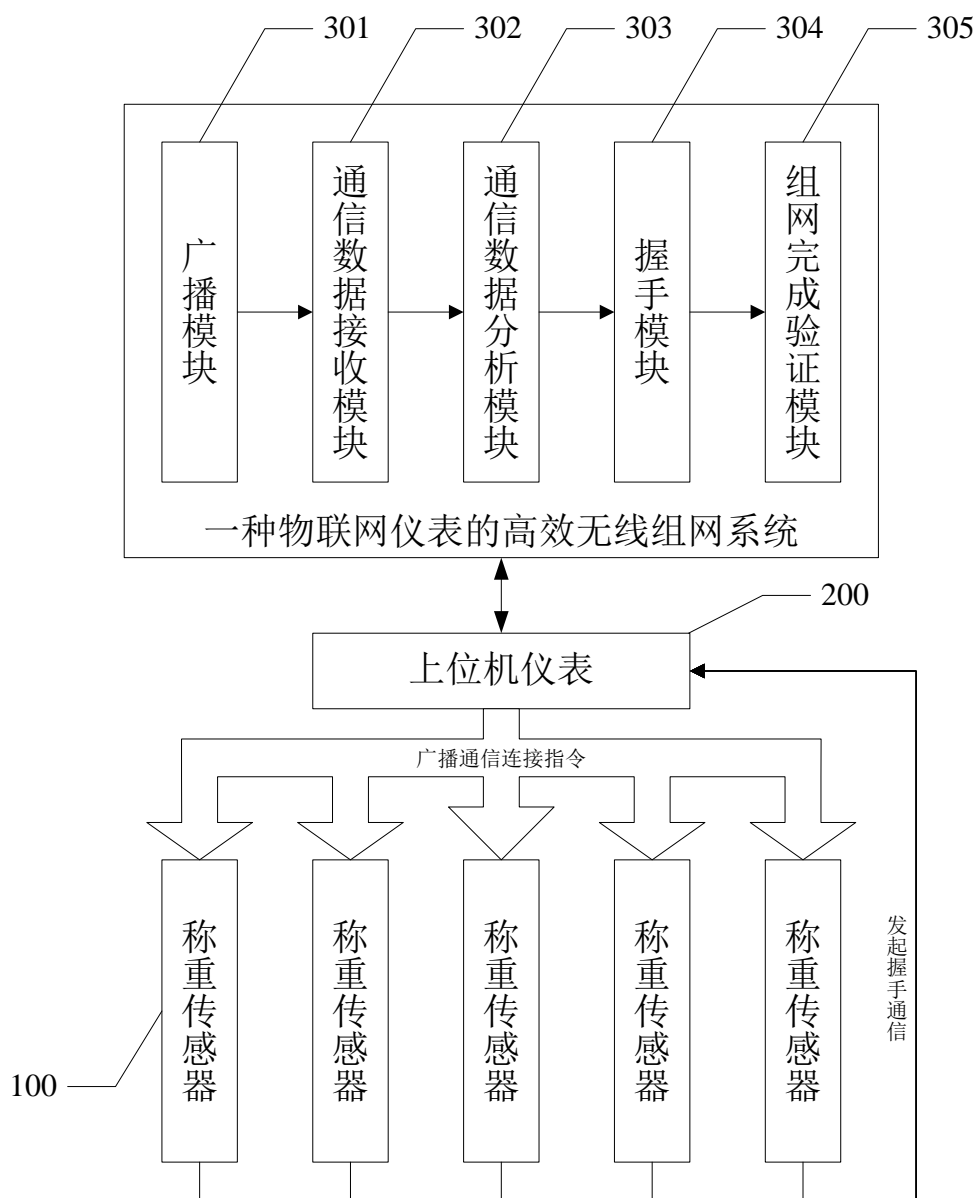 301
302
303
304
305
广播模块
通信数据接收模块
通信数据分析模块
握手模块
组网完成验证模块
一种物联网仪表的高效无线组网系统
200
上位机仪表
广播通信连接指令
称重传感器
称重传感器
称重传感器
称重传感器
称重传感器
发起握手通信
100